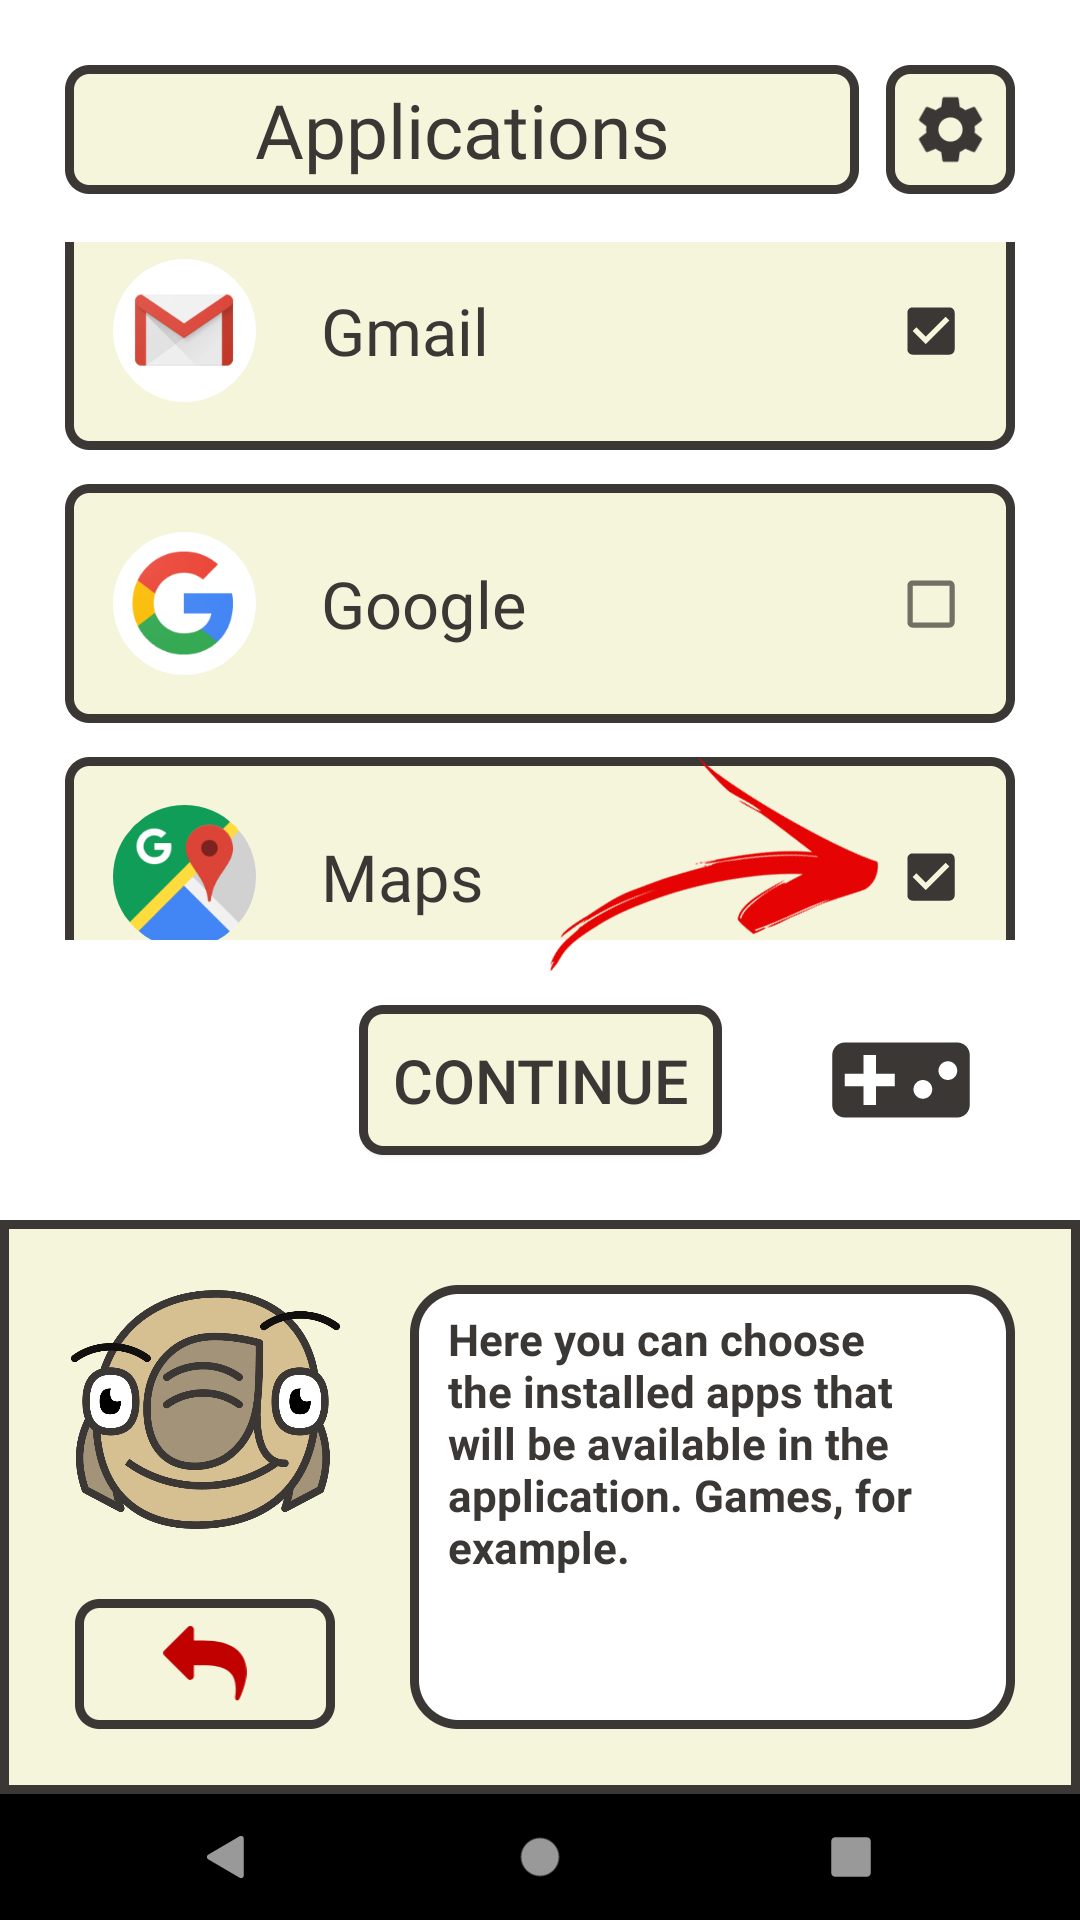 Applications
Gmail
Google
Maps
CONTINUE
Here you can choose
the installed apps that
will be available in the
application. Games, for
example.